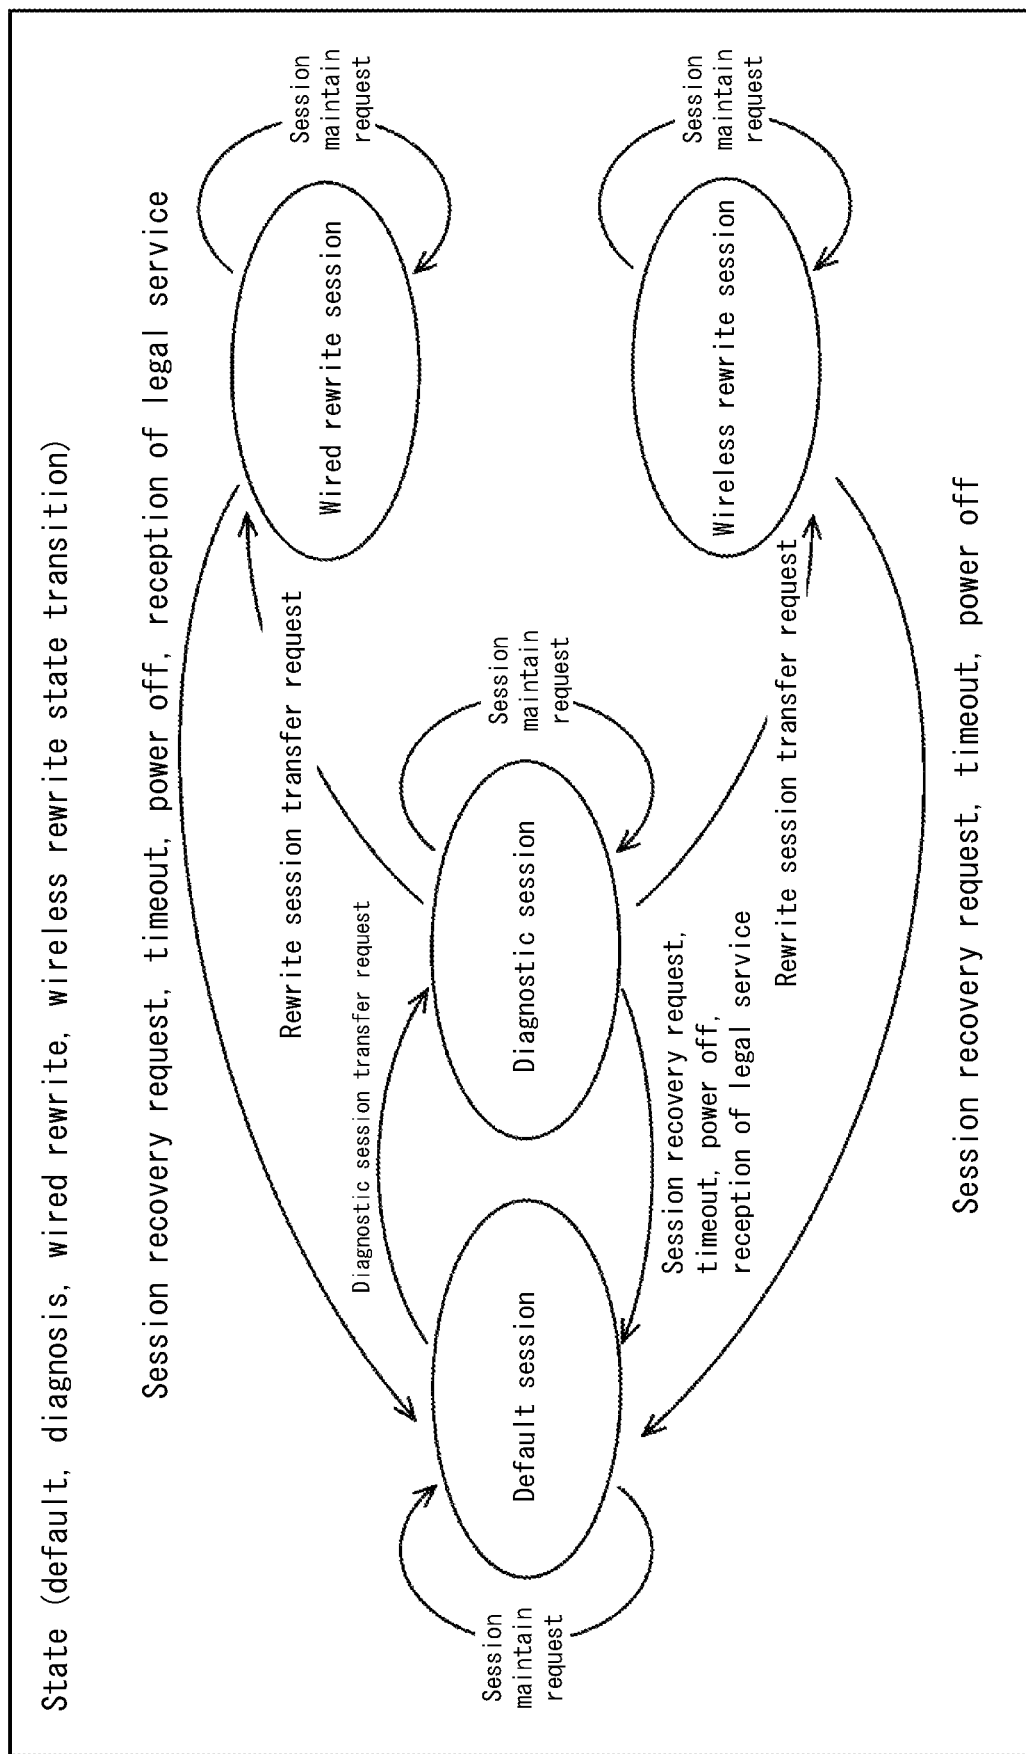 State (default, diagnosis, wired rewrite, wireless rewrite state transition)
Session recovery request, timeout, power off, reception of legal service
Session
maintain
request
Wired rewrite session
Rewrite session transfer request
Diagnostic session transfer request
Session
maintain
request
Default session
Diagnostic session
Session
maintain
request
Session recovery request,
timeout, power off,
reception of legal service
Rewrite session transfer request
Wireless rewrite session
Session
maintain
request
Session recovery request, timeout, power off